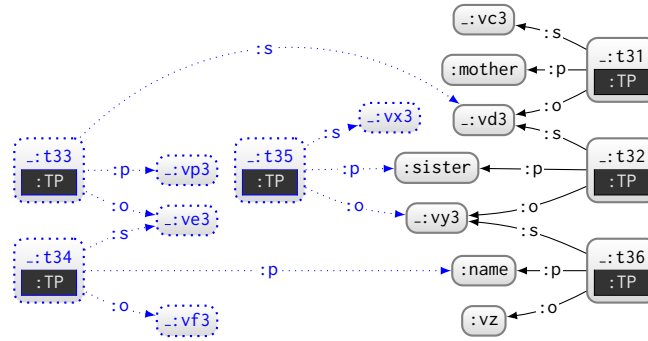 _:vc3
:s
:s
_:t31
:mother
:p
:TP
:o
_:vx3
_:vd3
:s
:s
_:t33
_:t35
_:t32
:p
_:vp3
:p
:sister
:p
:TP
:TP
:TP
:o
_:ve3
:o
_:vy3
:o
:s
:s
_:t34
_:t36
:p
:name
:p
:TP
:TP
:o
_:vf3
:vz
:o